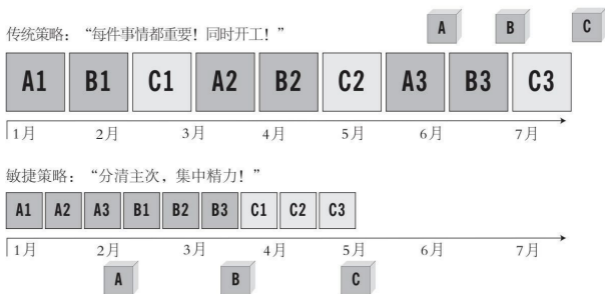 传统策略：“每件事情都重要！同时开工！”
A B C
A1 B1 C1 A2 B2 C2 A3 B3 C3
1月 2月 3月 4月 5月 6月 7月
敏捷策略：“分清主次，集中精力！”
A1 A2 A3 B1 B2 B3 C1 C2 C3
1月 2月 3月 4月 5月 6月 7月
A B C